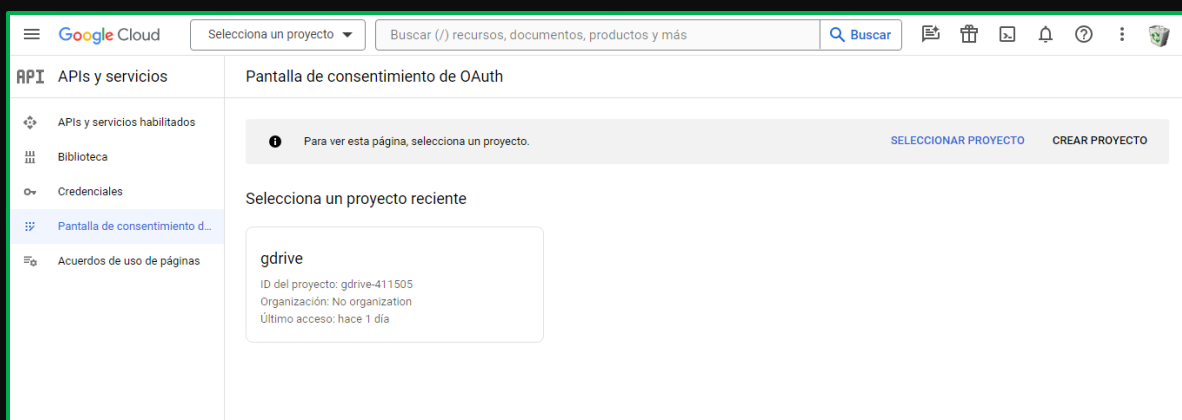 Google Cloud
Selecciona un proyecto
Buscar (/) recursos, documentos, productos y más
Buscar
API APIs y servicios
Pantalla de consentimiento de OAuth
APIs y servicios habilitados
Biblioteca
Credenciales
Pantalla de consentimiento d...
Acuerdos de uso de páginas
Para ver esta página, selecciona un proyecto.
SELECCIONAR PROYECTO
CREAR PROYECTO
Selecciona un proyecto reciente
gdrive
ID del proyecto: gdrive-411505
Organización: No organization
Último acceso: hace 1 día